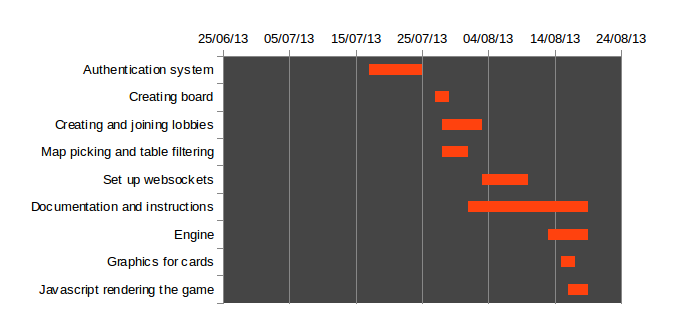 25/06/13 05/07/13 15/07/13 25/07/13 04/08/13 14/08/13 24/08/13
Authentication system
Creating board
Creating and joining lobbies
Map picking and table filtering
Set up websockets
Documentation and instructions
Engine
Graphics for cards
Javascript rendering the game